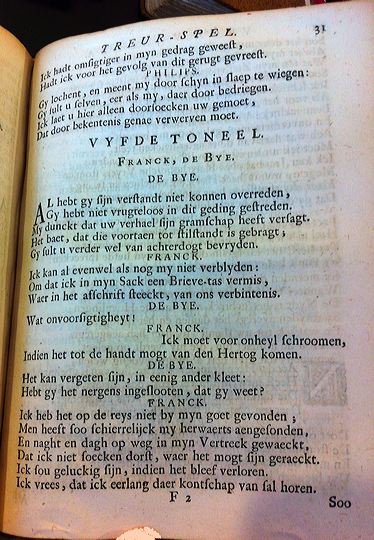 TREUR-SPEL. 31
Ick hadt omsigtiger in myn gedrag geweest,
Hadt ick voor het gevolg van dit gerugt gevreest.
PHILIPS.
Gy lochent, en meent my door schyn in slaep te wiegen:
Gy sult u selven, eer als my, daer door bedriegen.
Ick laet u hier alleen doorsoecken uw gemoet,
Dat door bekentenis genae verwerven moet.
VYFDE TONEEL.
FRANCK, DE BYE.
DE BYE.
AL hebt gy sijn verstandt niet konnen overreden,
Gy hebt niet vrugteloos in dit geding gestreden.
My dunckt dat uw verhael sijn gramschap heeft versagt.
Het baet, dat die voortaen tot stilstandt is gebragt;
Gy sult u verder wel van achterdogt bevryden.
FRANCK.
Ick kan al evenwel als nog my niet verblyden:
Om dat ick in myn Sack een Brieve-tas vermis,
Waer in het affschrift steeckt, van ons verbintenis.
DE BYE.
Wat onvoorsigtigheyt!
FRANCK.
Ick moet voor onheyl schroomen,
Indien het tot de handt mogt van den Hertog komen.
DE BYE.
Het kan vergeten sijn, in eenig ander kleet:
Hebt gy het nergens ingeslooten, dat gy weet?
FRANCK.
Ick heb het op de reys niet by myn goet gevonden;
Men heeft soo schierrelijck my herwaerts aengesonden,
En naght en dagh op weg in myn Vertreck gewaeckt,
Dat ick niet soecken dorst, waer het mogt sijn geraeckt.
Ick sou geluckig sijn, indien het bleef verloren.
Ick vrees, dat ick eerlang daer kontschap van sal horen.
F 2 Soo